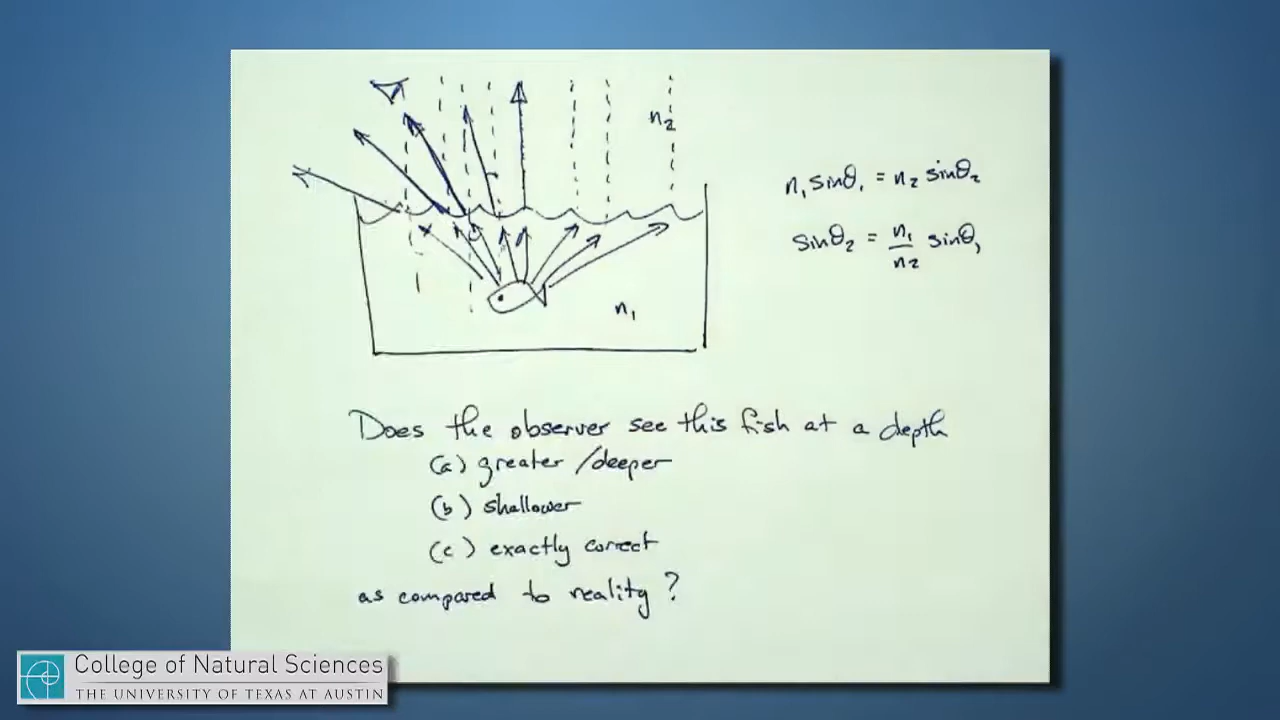 n₂
n₁
n₁ sinθ₁ = n₂ sinθ₂
sinθ₂ = n₁/n₂ sinθ₁
Does the observer see this fish at a depth
(a) greater/deeper
(b) shallower
(c) exactly correct
as compared to reality?
College of Natural Sciences
THE UNIVERSITY OF TEXAS AT AUSTIN